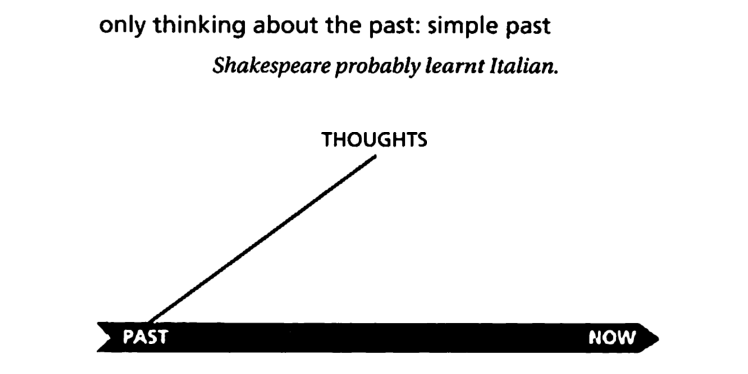 only thinking about the past: simple past
Shakespeare probably learnt Italian.
THOUGHTS
PAST
NOW